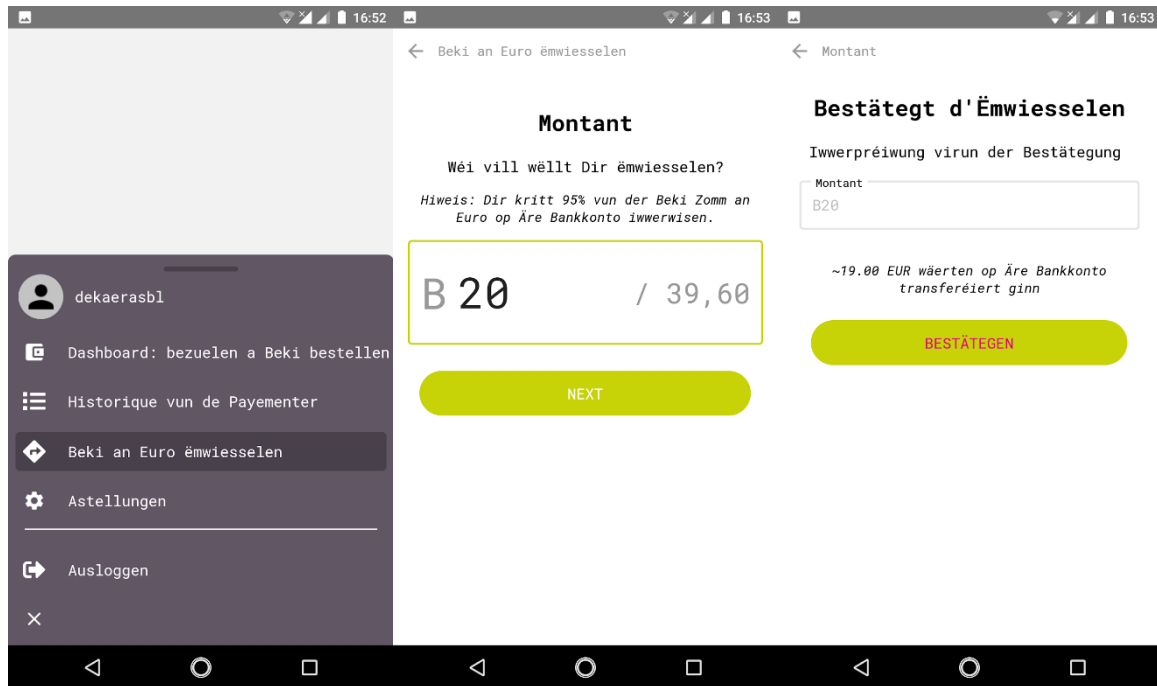 16:52
dekaerasbl
Dashboard: bezuelen a Beki bestellen
Historique vun de Payementer
Beki an Euro ëmwiesselen
Astellungen
Ausloggen
16:53
Beki an Euro ëmwiesselen
Montant
Wéi vill wëllt Dir ëmwiesselen?
Hiweis: Dir kritt 95% vun der Beki Zomm an
Euro op Äre Bankkonto iwwerwisen.
B 20 / 39,60
NEXT
16:53
Montant
Bestätegt d'Ëmwiesselen
Iwwerpréiwung virun der Bestätegung
Montant
B20
~19.00 EUR wäerten op Äre Bankkonto
transferéiert ginn
BESTÄTEGEN